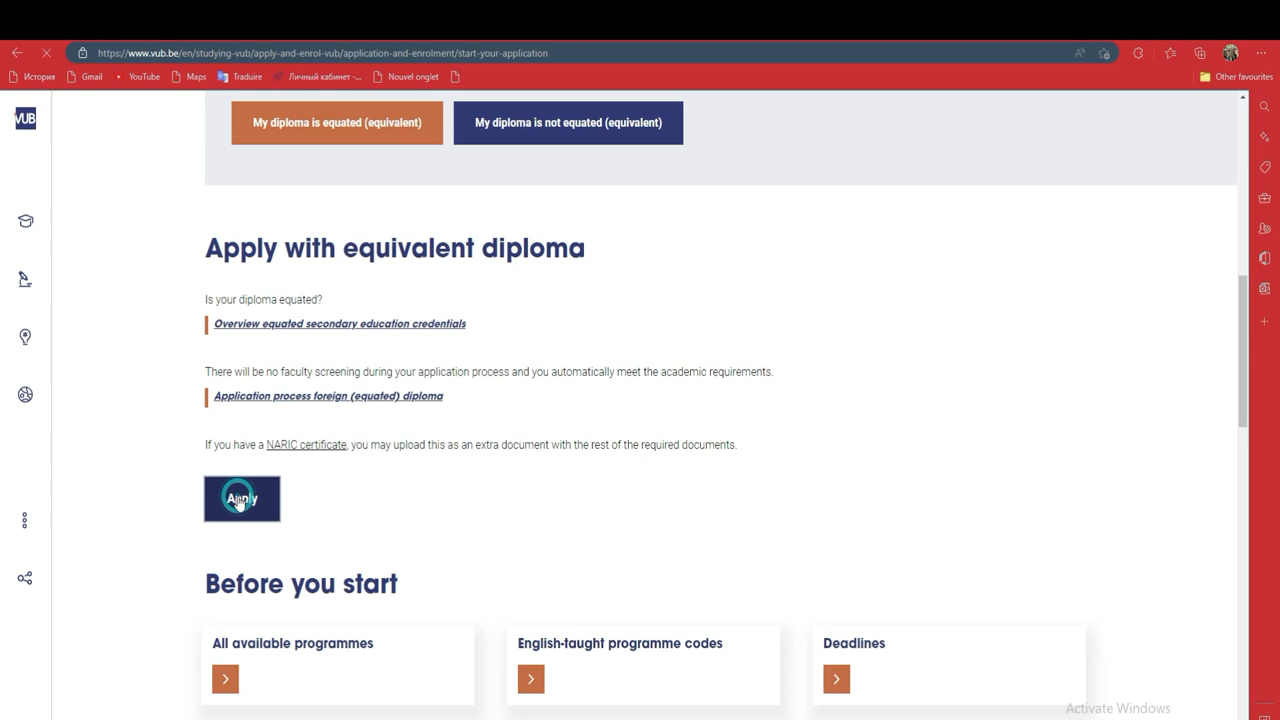 https://www.vub.be/en/studying-vub/apply-and-enrol-vub/application-and-enrolment/start-your-application
История Gmail YouTube Maps Traduire Личный кабинет -... Nouvel onglet Other favourites
VUB
My diploma is equated (equivalent) My diploma is not equated (equivalent)
Apply with equivalent diploma
Is your diploma equated?
Overview equated secondary education credentials
There will be no faculty screening during your application process and you automatically meet the academic requirements.
Application process foreign (equated) diploma
If you have a NARIC certificate, you may upload this as an extra document with the rest of the required documents.
Apply
Before you start
All available programmes English-taught programme codes Deadlines
Activate Windows